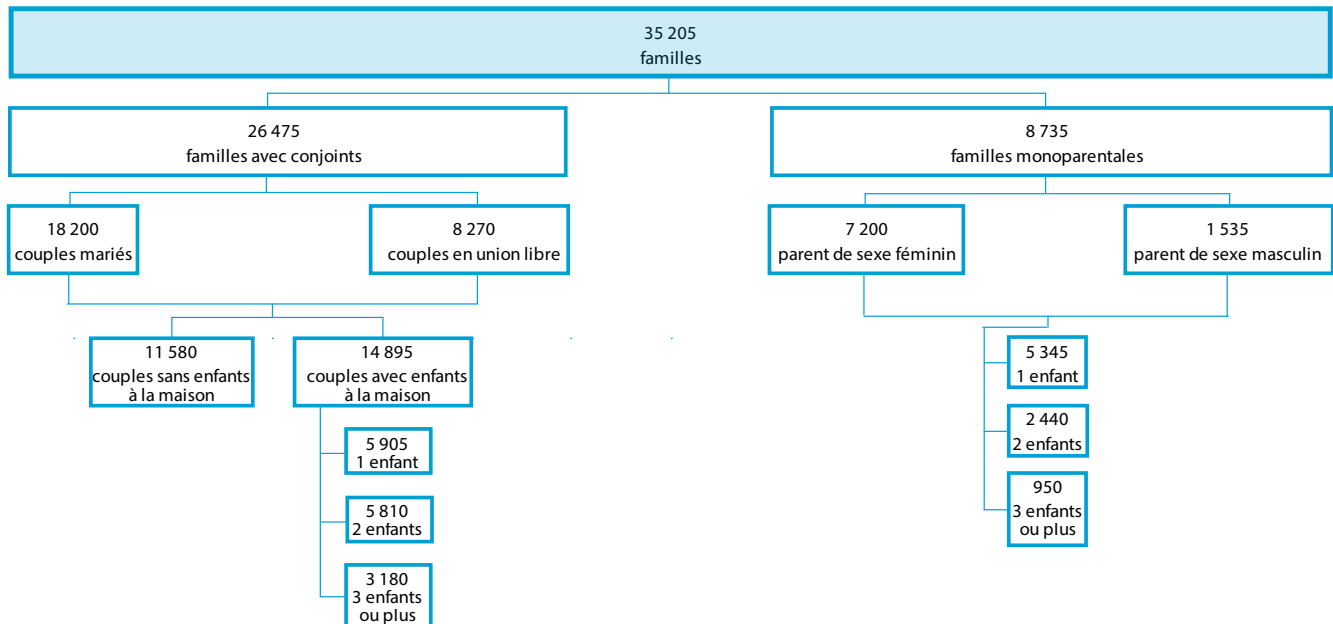 35 205
familles
26 475
familles avec conjoints
8 735
familles monoparentales
18 200
couples mariés
8 270
couples en union libre
7 200
parent de sexe féminin
1 535
parent de sexe masculin
11 580
couples sans enfants
à la maison
14 895
couples avec enfants
à la maison
5 905
1 enfant
5 810
2 enfants
3 180
3 enfants
ou plus
5 345
1 enfant
2 440
2 enfants
950
3 enfants
ou plus